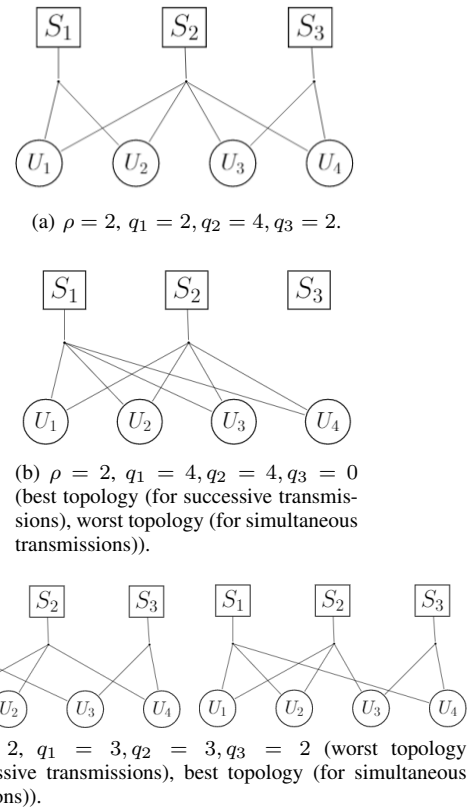 S1 S2 S3
U1 U2 U3 U4
(a) ρ = 2, q1 = 2, q2 = 4, q3 = 2.
S1 S2 S3
U1 U2 U3 U4
(b) ρ = 2, q1 = 4, q2 = 4, q3 = 0
(best topology (for successive transmis-
sions), worst topology (for simultaneous
transmissions)).
S2 S3 S1 S2 S3
U2 U3 U4 U1 U2 U3 U4
2, q1 = 3, q2 = 3, q3 = 2 (worst topology
ssive transmissions), best topology (for simultaneous
ons)).